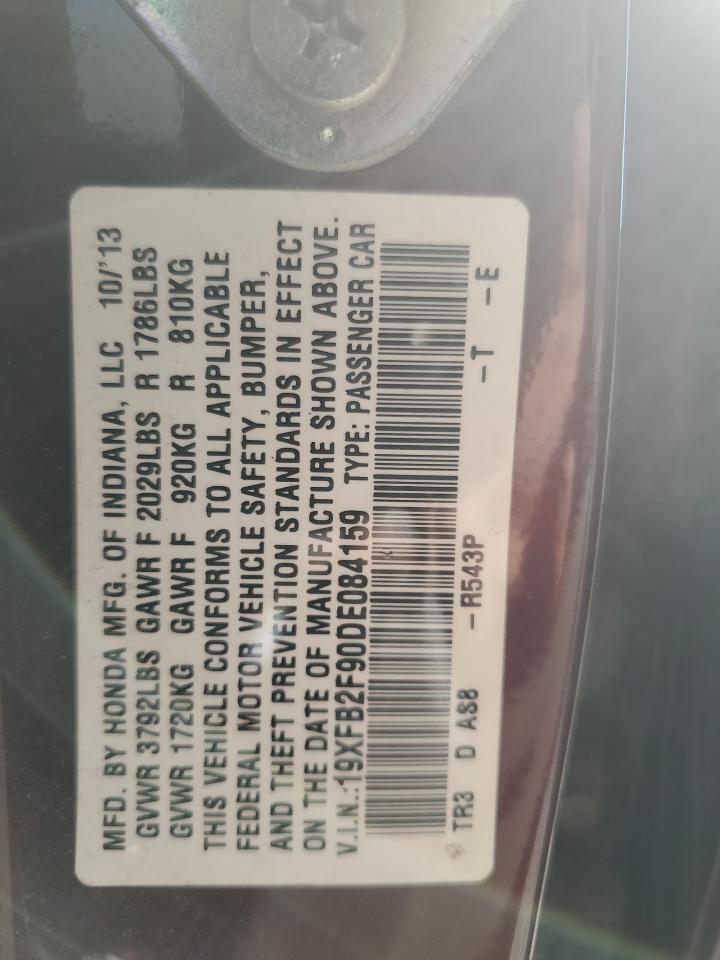 MFD. BY HONDA MFG. OF INDIANA, LLC 10/'13
GVWR 3792LBS GAWR F 2029LBS R 1786LBS
GVWR 1720KG GAWR F 920KG R 810KG
THIS VEHICLE CONFORMS TO ALL APPLICABLE
FEDERAL MOTOR VEHICLE SAFETY, BUMPER,
AND THEFT PREVENTION STANDARDS IN EFFECT
ON THE DATE OF MANUFACTURE SHOWN ABOVE.
V.I.N.:19XFB2F90DE084159 TYPE: PASSENGER CAR
TR3 D AS8 -R543P -T -E